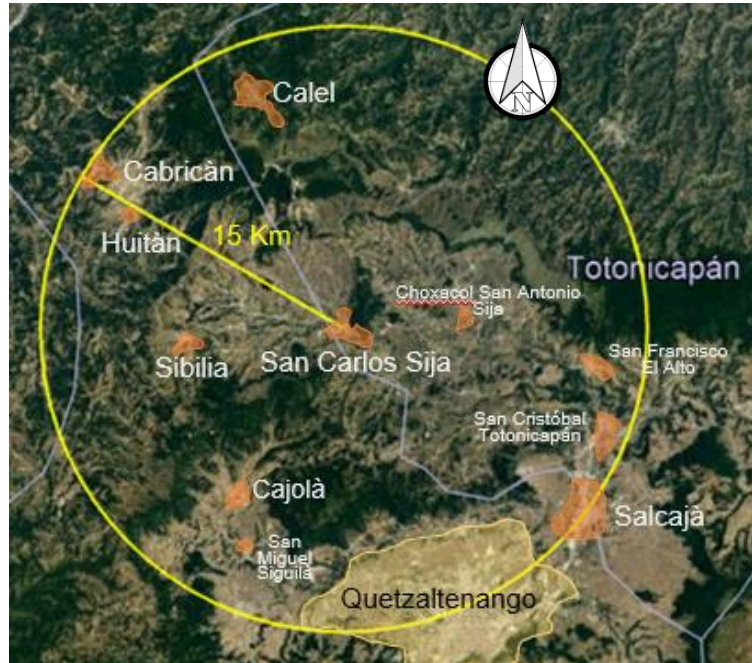 N
Calel
Cabricàn
Huitàn
15 Km
Totonicapán
Choxacol San Antonio
Sija
San Carlos Sija
Sibilia
San Francisco
El Alto
San Cristóbal
Totonicapán
Cajolà
Salcajà
San
Miguel
Siguilà
Quetzaltenango